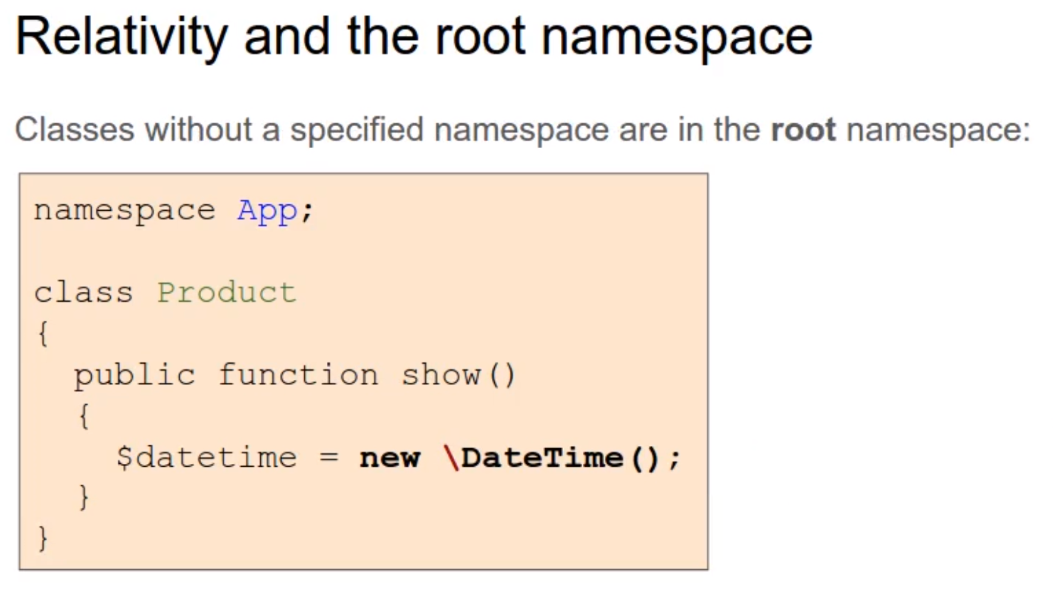 Relativity and the root namespace
Classes without a specified namespace are in the root namespace:
namespace App;
class Product
{
public function show()
{
$datetime = new \DateTime();
}
}